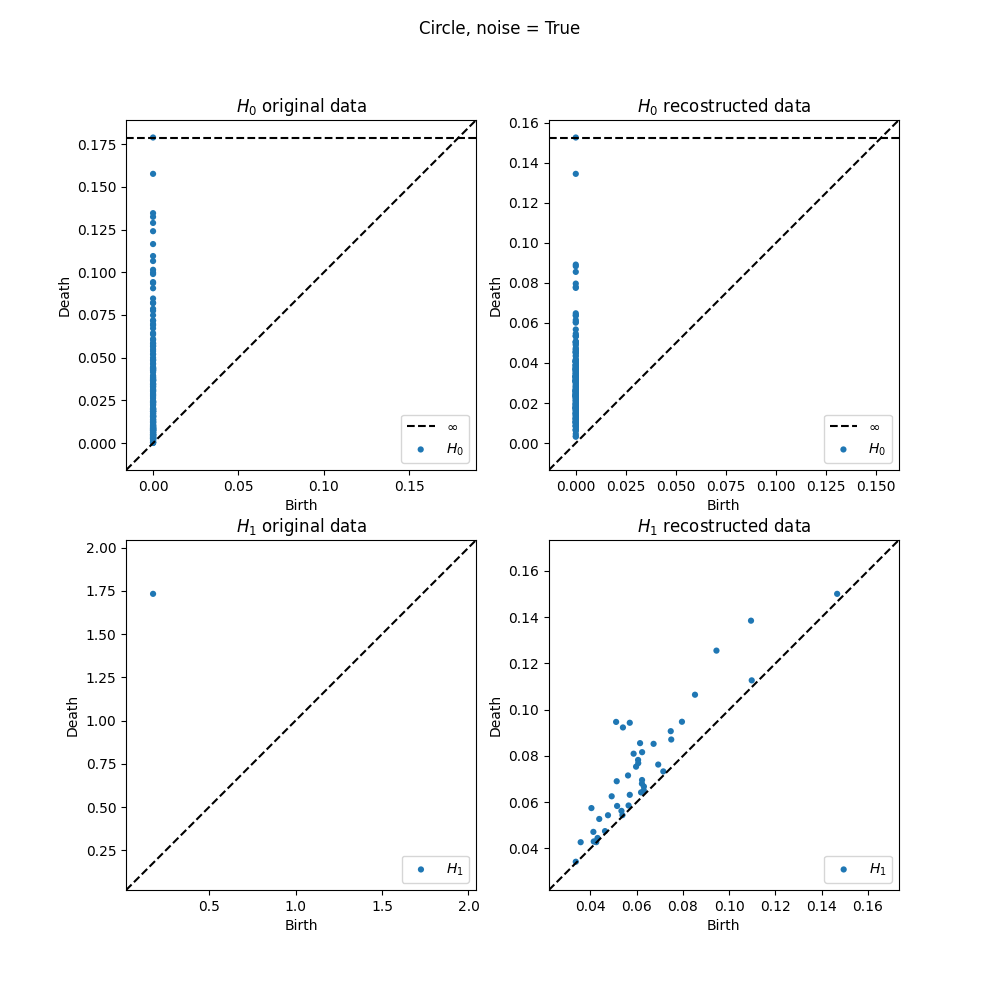 Circle, noise = True
H₀ original data
H₀ recostructed data
0.175
0.150
0.125
0.100
0.075
0.050
0.025
0.000
Death
0.00 0.05 0.10 0.15
Birth
∞
H₀
0.16
0.14
0.12
0.10
0.08
0.06
0.04
0.02
0.00
Death
0.000 0.025 0.050 0.075 0.100 0.125 0.150
Birth
∞
H₀
H₁ original data
H₁ recostructed data
2.00
1.75
1.50
1.25
1.00
0.75
0.50
0.25
Death
0.5 1.0 1.5 2.0
Birth
H₁
0.16
0.14
0.12
0.10
0.08
0.06
0.04
Death
0.04 0.06 0.08 0.10 0.12 0.14 0.16
Birth
H₁